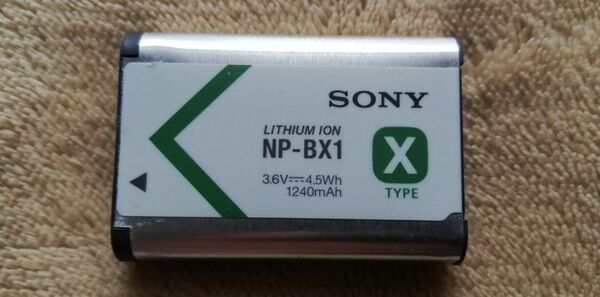 SONY
LITHIUM ION
NP-BX1
3.6V⎓4.5Wh
1240mAh
X
TYPE